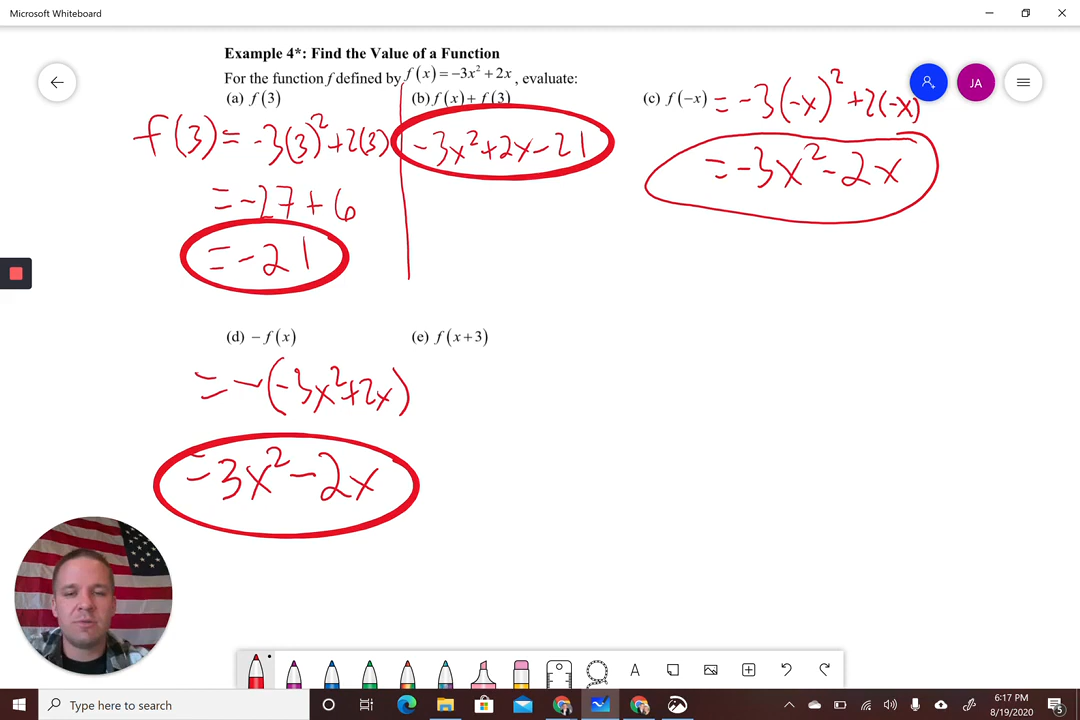 Microsoft Whiteboard
Example 4*: Find the Value of a Function
For the function f defined by f(x) = −3x² + 2x, evaluate:
(a) f(3)
f(3) = -3(3)² + 2(3)
= -27 + 6
= -21
(b) f(x) + f(3)
-3x² + 2x - 21
(c) f(−x) = -3(-x)² + 2(-x)
= -3x² - 2x
JA
(d) − f(x)
= -(-3x² + 2x)
= 3x² - 2x
(e) f(x+3)
A
Type here to search
6:17 PM
8/19/2020
5